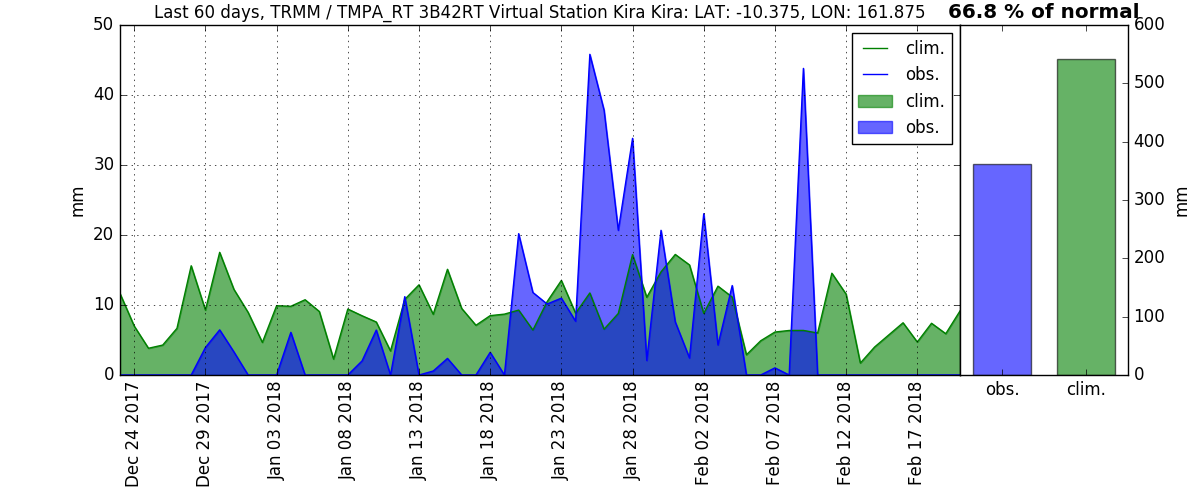 Last 60 days, TRMM / TMPA_RT 3B42RT Virtual Station Kira Kira: LAT: -10.375, LON: 161.875
66.8 % of normal
50
40
30
20
10
0
mm
clim.
obs.
clim.
obs.
600
500
400
300
200
100
0
mm
obs.
clim.
Dec 24 2017
Dec 29 2017
Jan 03 2018
Jan 08 2018
Jan 13 2018
Jan 18 2018
Jan 23 2018
Jan 28 2018
Feb 02 2018
Feb 07 2018
Feb 12 2018
Feb 17 2018